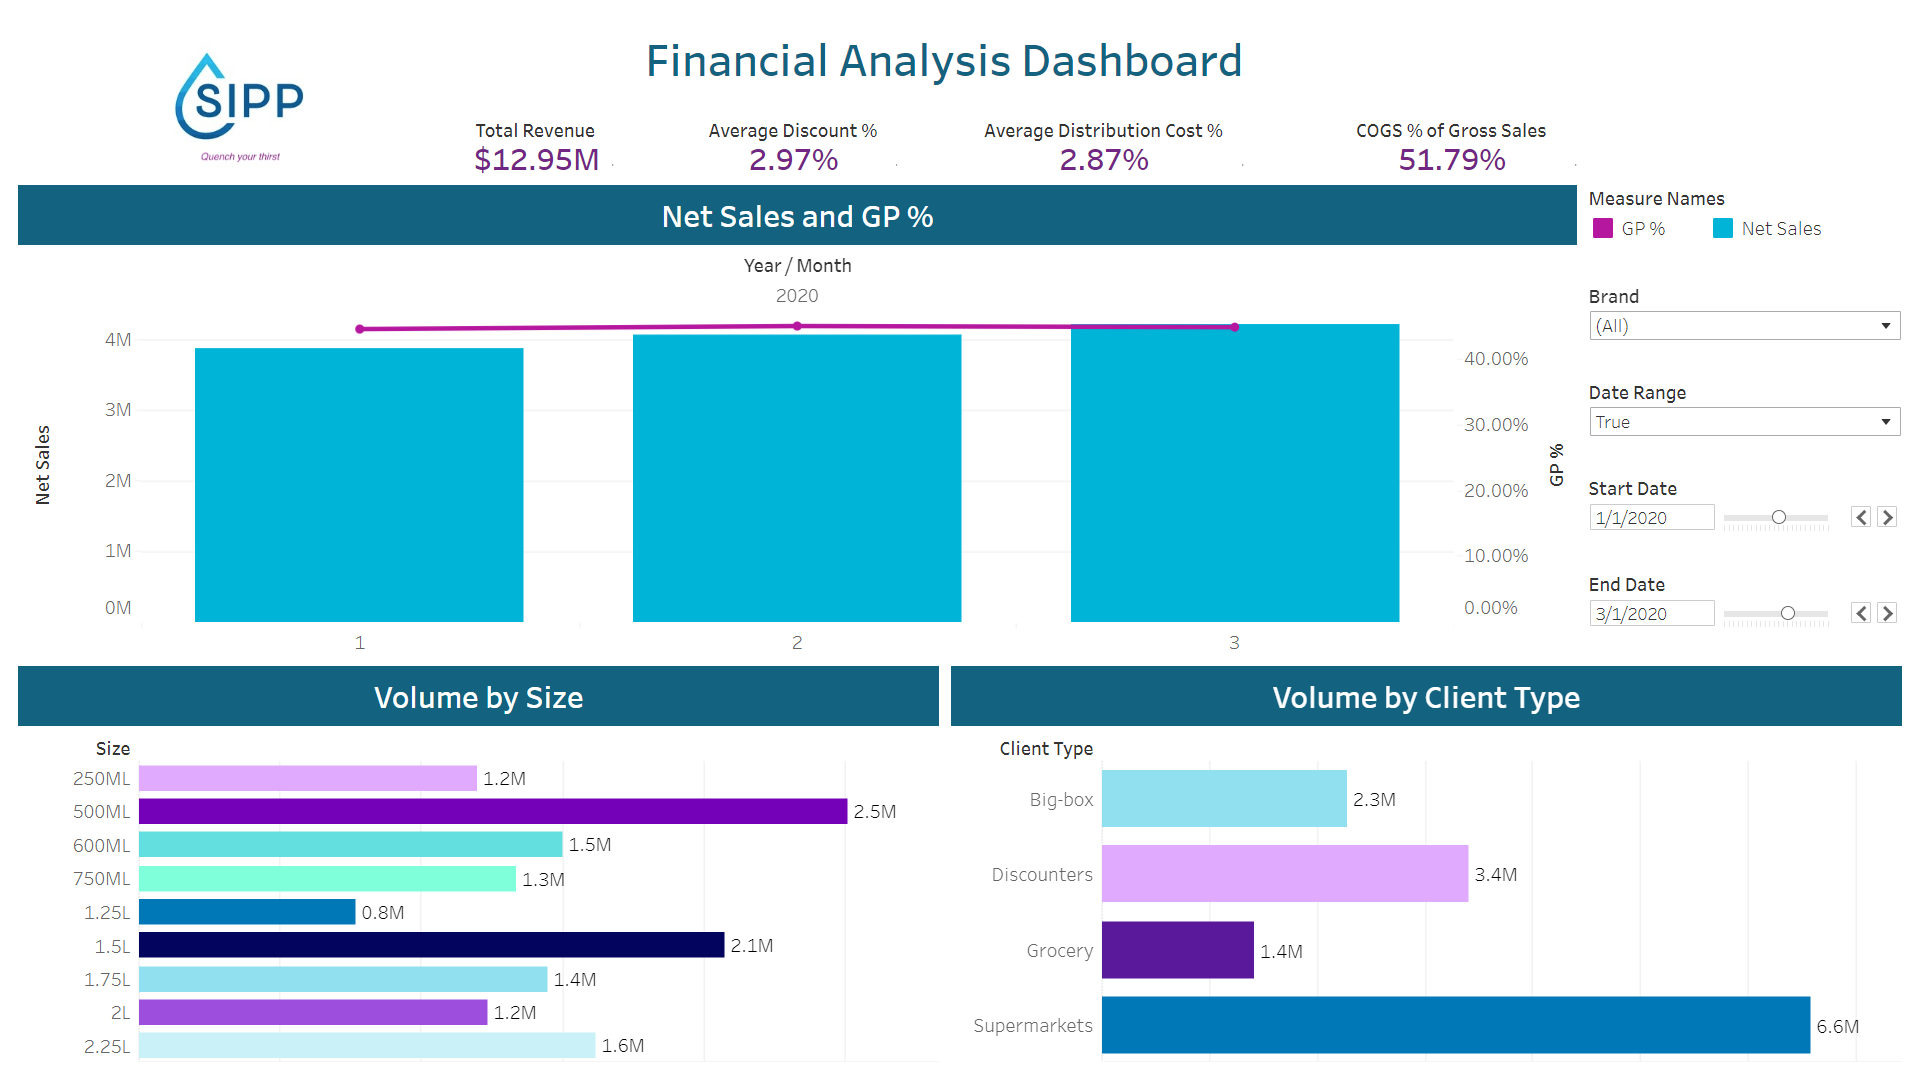 Financial Analysis Dashboard
SIPP
Quench your thirst
Total Revenue
$12.95M
Average Discount %
2.97%
Average Distribution Cost %
2.87%
COGS % of Gross Sales
51.79%
Net Sales and GP %
Measure Names
GP %
Net Sales
Year / Month
2020
4M
3M
2M
1M
0M
Net Sales
40.00%
30.00%
20.00%
10.00%
0.00%
GP %
1
2
3
Brand
(All)
Date Range
True
Start Date
1/1/2020
End Date
3/1/2020
Volume by Size
Size
250ML 1.2M
500ML 2.5M
600ML 1.5M
750ML 1.3M
1.25L 0.8M
1.5L 2.1M
1.75L 1.4M
2L 1.2M
2.25L 1.6M
Volume by Client Type
Client Type
Big-box 2.3M
Discounters 3.4M
Grocery 1.4M
Supermarkets 6.6M